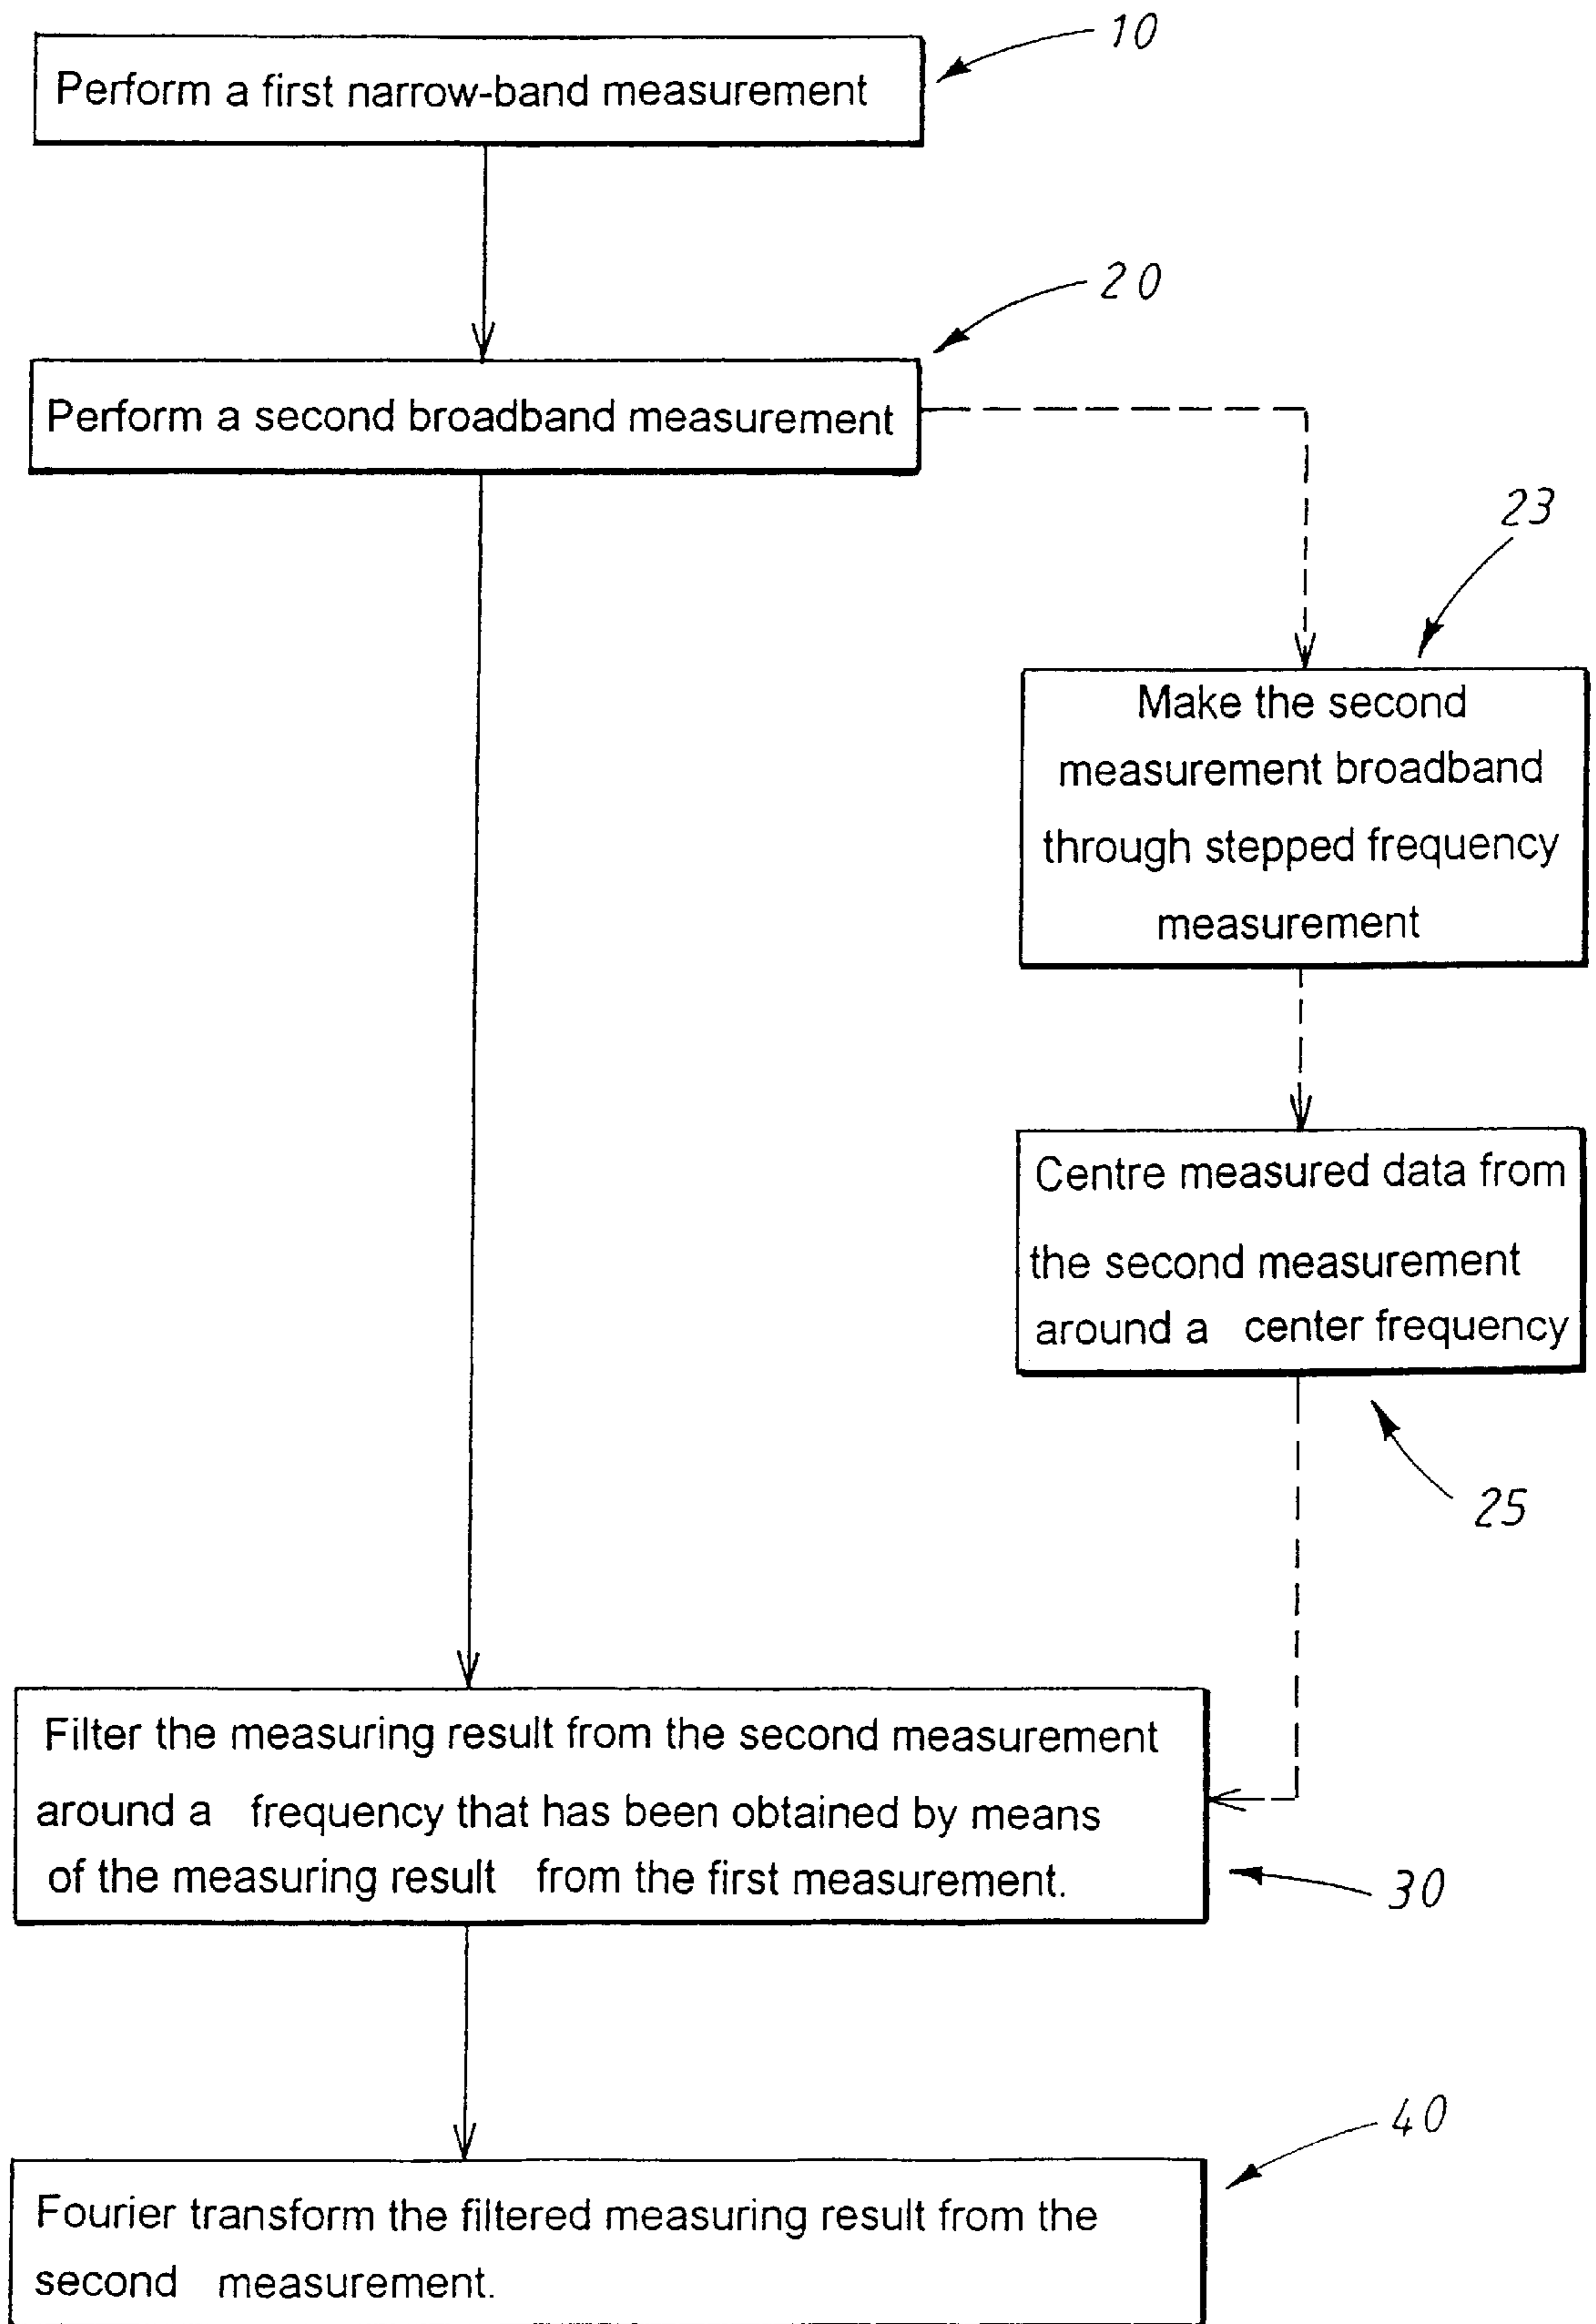 10
Perform a first narrow-band measurement
20
Perform a second broadband measurement
23
Make the second
measurement broadband
through stepped frequency
measurement
Centre measured data from
the second measurement
around a center frequency
25
Filter the measuring result from the second measurement
around a frequency that has been obtained by means
of the measuring result from the first measurement.
30
40
Fourier transform the filtered measuring result from the
second measurement.